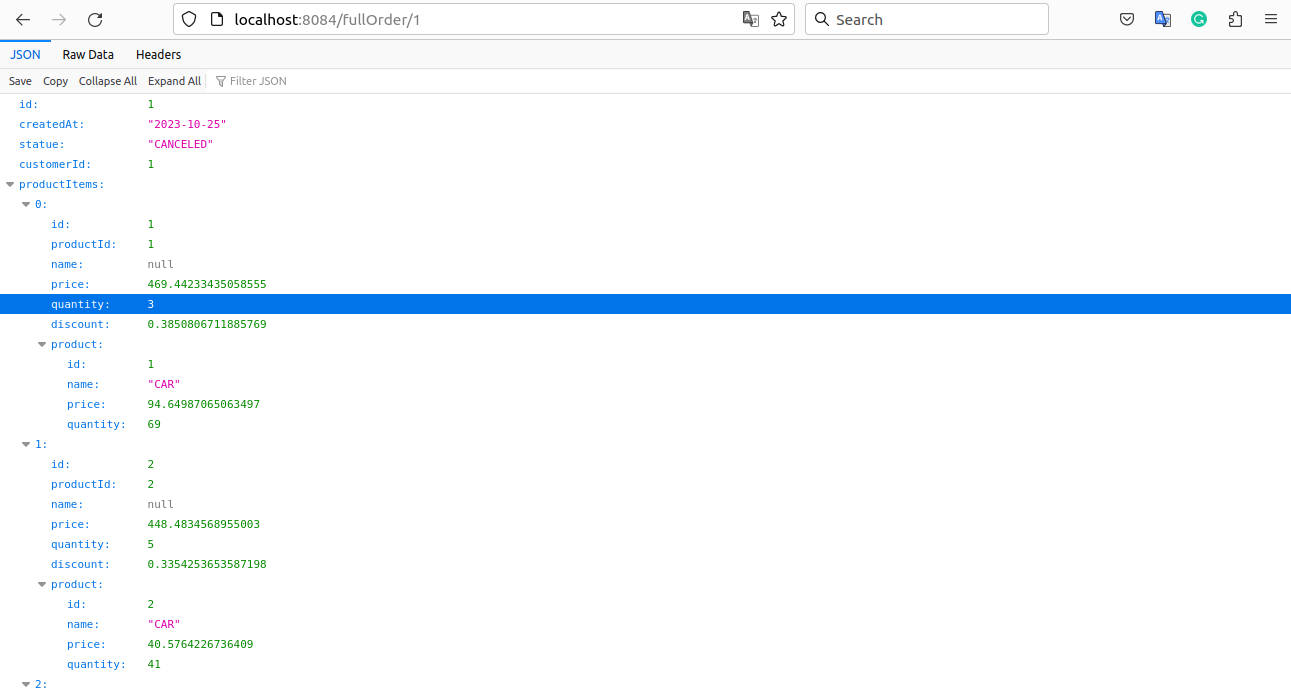 localhost:8084/fullOrder/1
Search
JSON Raw Data Headers
Save Copy Collapse All Expand All Filter JSON
id: 1
createdAt: "2023-10-25"
statue: "CANCELED"
customerId: 1
productItems:
0:
id: 1
productId: 1
name: null
price: 469.44233435058555
quantity: 3
discount: 0.3850806711885769
product:
id: 1
name: "CAR"
price: 94.64987065063497
quantity: 69
1:
id: 2
productId: 2
name: null
price: 448.4834568955003
quantity: 5
discount: 0.3354253653587198
product:
id: 2
name: "CAR"
price: 40.5764226736409
quantity: 41
2: